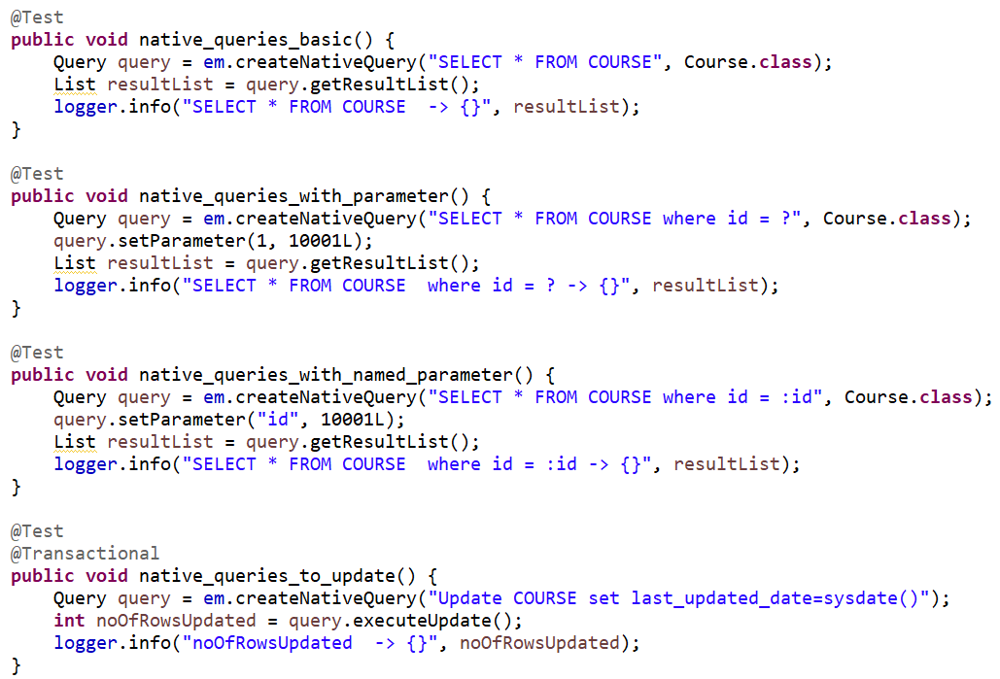 @Test
public void native_queries_basic() {
    Query query = em.createNativeQuery("SELECT * FROM COURSE", Course.class);
    List resultList = query.getResultList();
    logger.info("SELECT * FROM COURSE  -> {}", resultList);
}

@Test
public void native_queries_with_parameter() {
    Query query = em.createNativeQuery("SELECT * FROM COURSE where id = ?", Course.class);
    query.setParameter(1, 10001L);
    List resultList = query.getResultList();
    logger.info("SELECT * FROM COURSE  where id = ? -> {}", resultList);
}

@Test
public void native_queries_with_named_parameter() {
    Query query = em.createNativeQuery("SELECT * FROM COURSE where id = :id", Course.class);
    query.setParameter("id", 10001L);
    List resultList = query.getResultList();
    logger.info("SELECT * FROM COURSE  where id = :id -> {}", resultList);
}

@Test
@Transactional
public void native_queries_to_update() {
    Query query = em.createNativeQuery("Update COURSE set last_updated_date=sysdate()");
    int noOfRowsUpdated = query.executeUpdate();
    logger.info("noOfRowsUpdated  -> {}", noOfRowsUpdated);
}